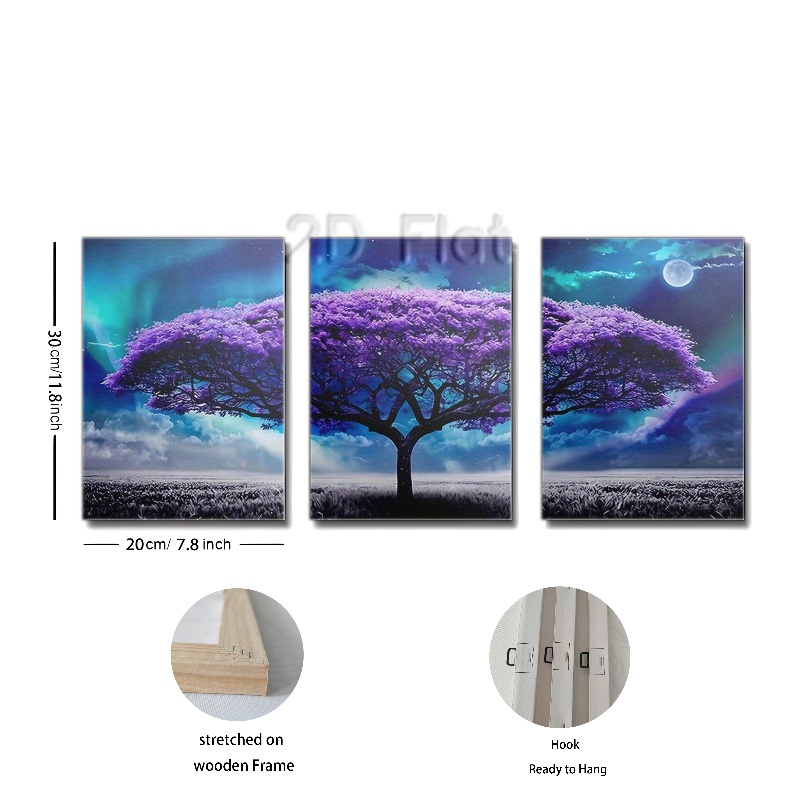 2D Flat
30cm/11.8inch
20cm/ 7.8 inch
stretched on
wooden Frame
Hook
Ready to Hang